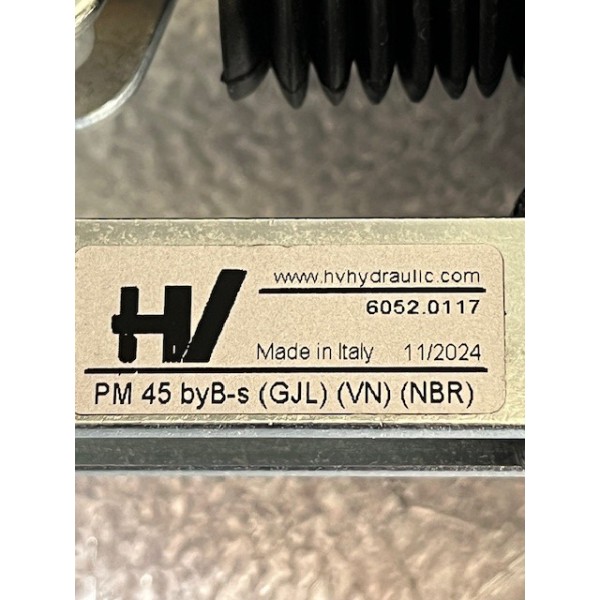 HV
www.hvhydraulic.com
6052.0117
Made in Italy 11/2024
PM 45 byB-s (GJL) (VN) (NBR)